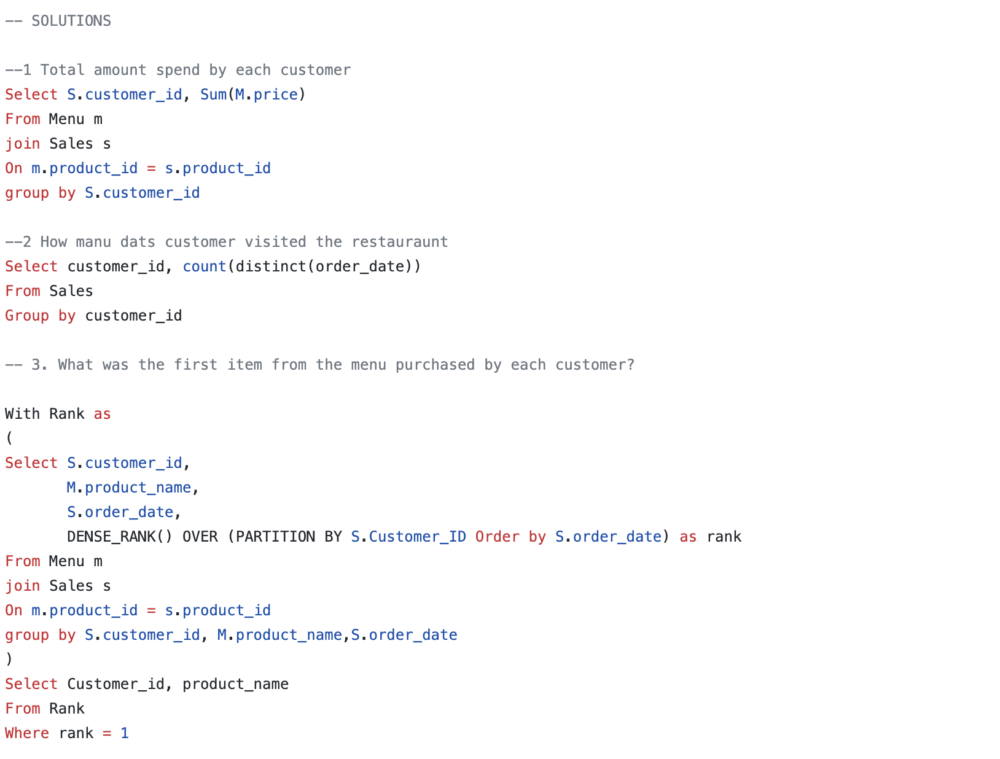 -- SOLUTIONS
--1 Total amount spend by each customer
Select S.customer_id, Sum(M.price)
From Menu m
join Sales s
On m.product_id = s.product_id
group by S.customer_id
--2 How manu dats customer visited the restauraunt
Select customer_id, count(distinct(order_date))
From Sales
Group by customer_id
-- 3. What was the first item from the menu purchased by each customer?
With Rank as
(
Select S.customer_id,
M.product_name,
S.order_date,
DENSE_RANK() OVER (PARTITION BY S.Customer_ID Order by S.order_date) as rank
From Menu m
join Sales s
On m.product_id = s.product_id
group by S.customer_id, M.product_name,S.order_date
)
Select Customer_id, product_name
From Rank
Where rank = 1